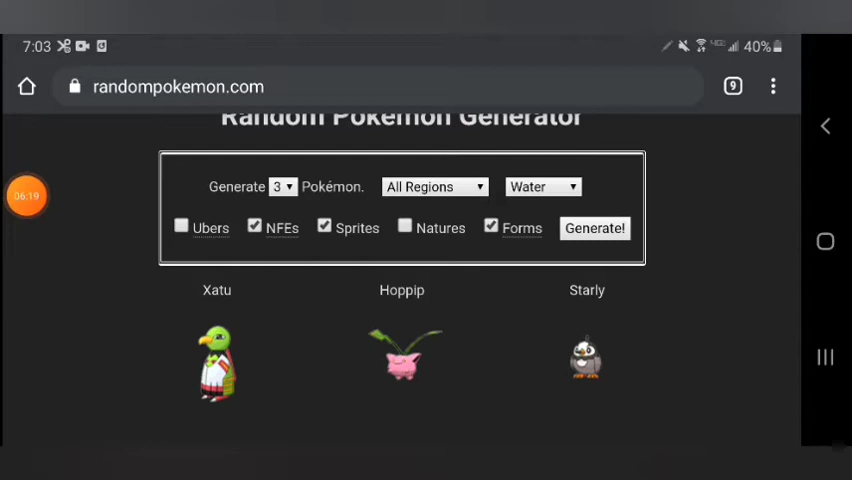 7:03 40%
randompokemon.com 9
Random Pokémon Generator
06:19
Generate 3 Pokémon. All Regions Water
Ubers NFEs Sprites Natures Forms Generate!
Xatu Hoppip Starly